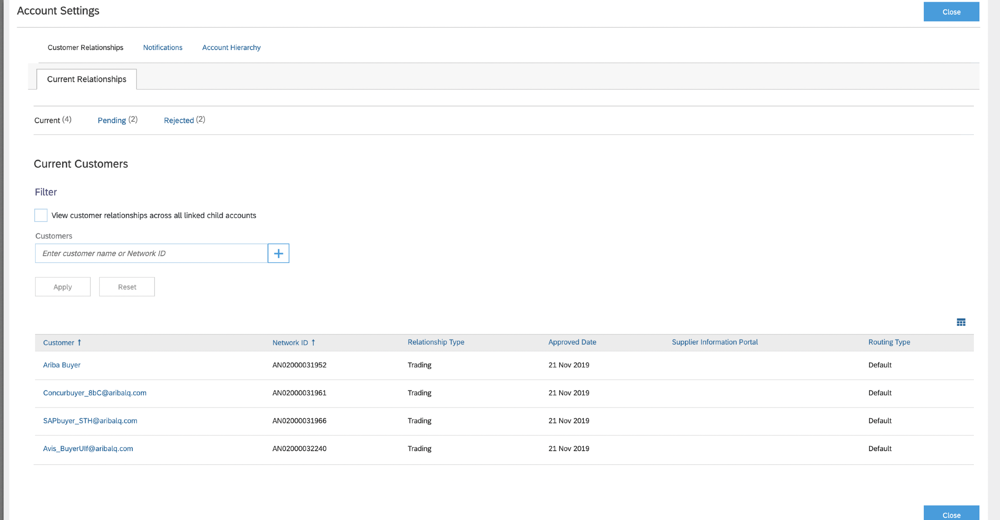 Account Settings
Close
Customer Relationships Notifications Account Hierarchy
Current Relationships
Current (4) Pending (2) Rejected (2)
Current Customers
Filter
View customer relationships across all linked child accounts
Customers
Enter customer name or Network ID
Apply Reset
Customer ↑ Network ID ↑ Relationship Type Approved Date Supplier Information Portal Routing Type
Ariba Buyer AN02000031952 Trading 21 Nov 2019 Default
Concurbuyer_8bC@aribalq.com AN02000031961 Trading 21 Nov 2019 Default
SAPbuyer_STH@aribalq.com AN02000031966 Trading 21 Nov 2019 Default
Avis_BuyerUIf@aribalq.com AN02000032240 Trading 21 Nov 2019 Default
Close